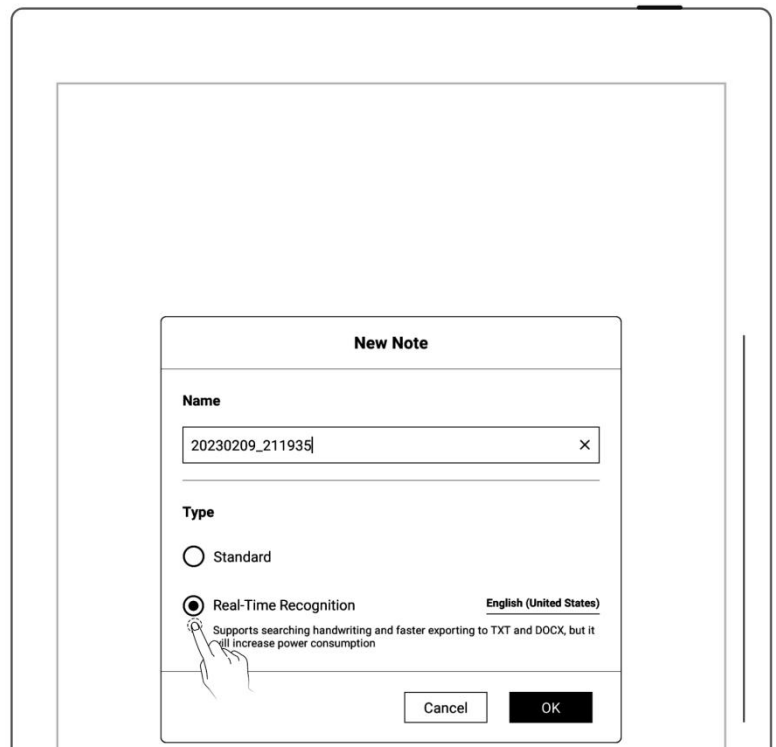 New Note
Name
20230209_211935
Type
Standard
Real-Time Recognition English (United States)
Supports searching handwriting and faster exporting to TXT and DOCX, but it
will increase power consumption
Cancel OK